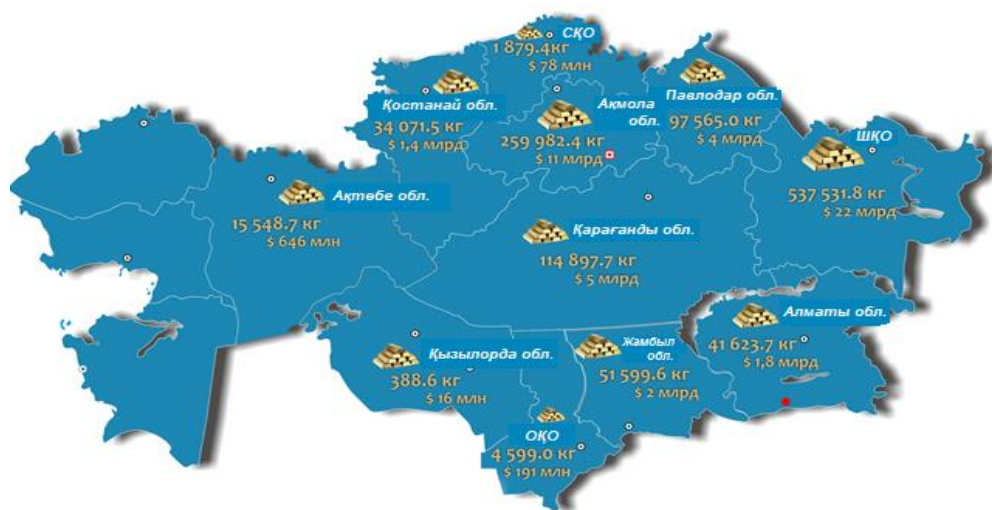 СҚО
1 879.4кг
$ 78 млн
Қостанай обл.
34 071.5 кг
$ 1,4 млрд
Ақмола
обл.
259 982.4 кг
$ 11 млрд
Павлодар обл.
97 565.0 кг
$ 4 млрд
ШҚО
537 531.8 кг
$ 22 млрд
Ақтөбе обл.
15 548.7 кг
$ 646 млн
Қарағанды обл.
114 897.7 кг
$ 5 млрд
Алматы обл.
41 623.7 кг
$ 1,8 млрд
Жамбыл
обл.
51 599.6 кг
$ 2 млрд
Қызылорда обл.
388.6 кг
$ 16 млн
ОҚО
4 599.0 кг
$ 191 млн